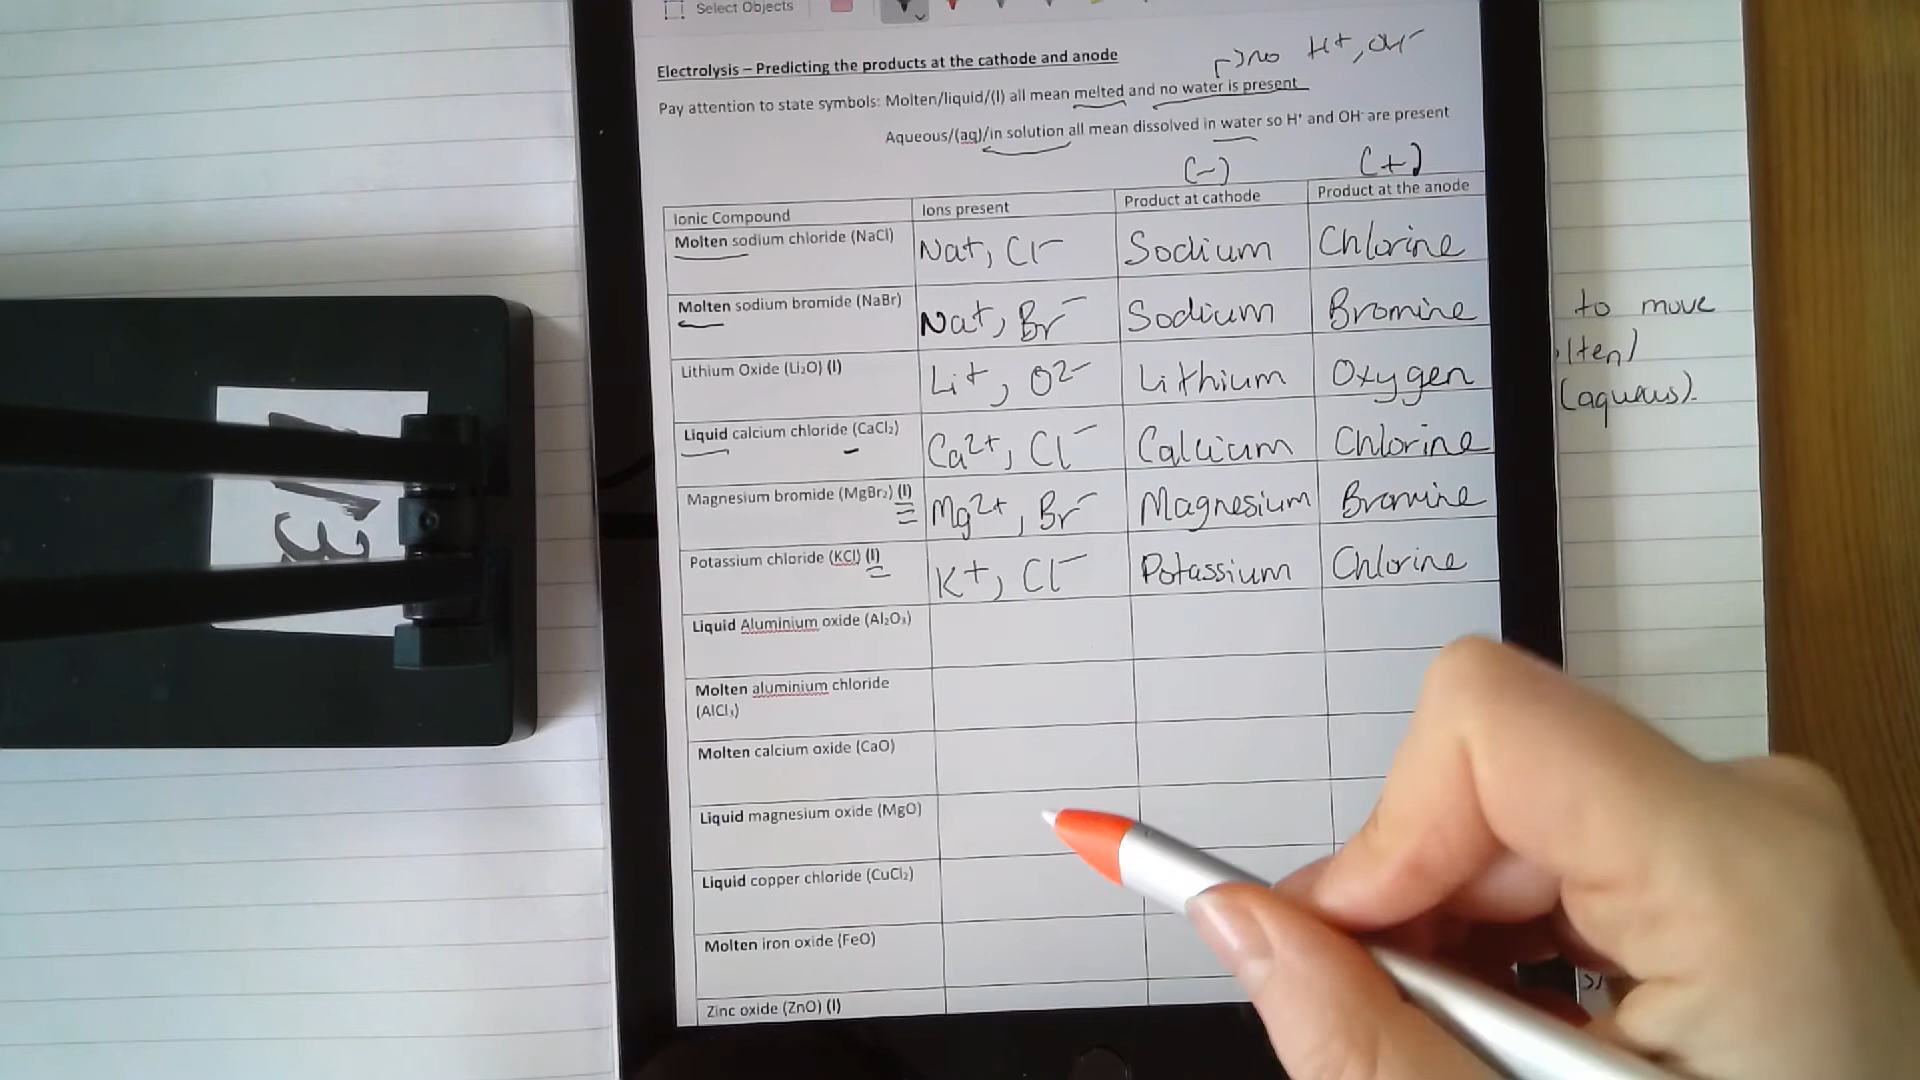 Select Objects
Electrolysis – Predicting the products at the cathode and anode
no H+, OH-
Pay attention to state symbols: Molten/liquid/(l) all mean melted and no water is present
Aqueous/(aq)/in solution all mean dissolved in water so H⁺ and OH⁻ are present
(-) (+)
Ionic Compound Ions present Product at cathode Product at the anode
Molten sodium chloride (NaCl) Na+, Cl- Sodium Chlorine
Molten sodium bromide (NaBr) Na+, Br- Sodium Bromine
Lithium Oxide (Li₂O) (l) Li+, O2- Lithium Oxygen
Liquid calcium chloride (CaCl₂) Ca2+, Cl- Calcium Chlorine
Magnesium bromide (MgBr₂) (l) Mg2+, Br- Magnesium Bromine
Potassium chloride (KCl) (l) K+, Cl- Potassium Chlorine
Liquid Aluminium oxide (Al₂O₃)
Molten aluminium chloride
(AlCl₃)
Molten calcium oxide (CaO)
Liquid magnesium oxide (MgO)
Liquid copper chloride (CuCl₂)
Molten iron oxide (FeO)
Zinc oxide (ZnO) (l)
to move
lten)
(aqueous).